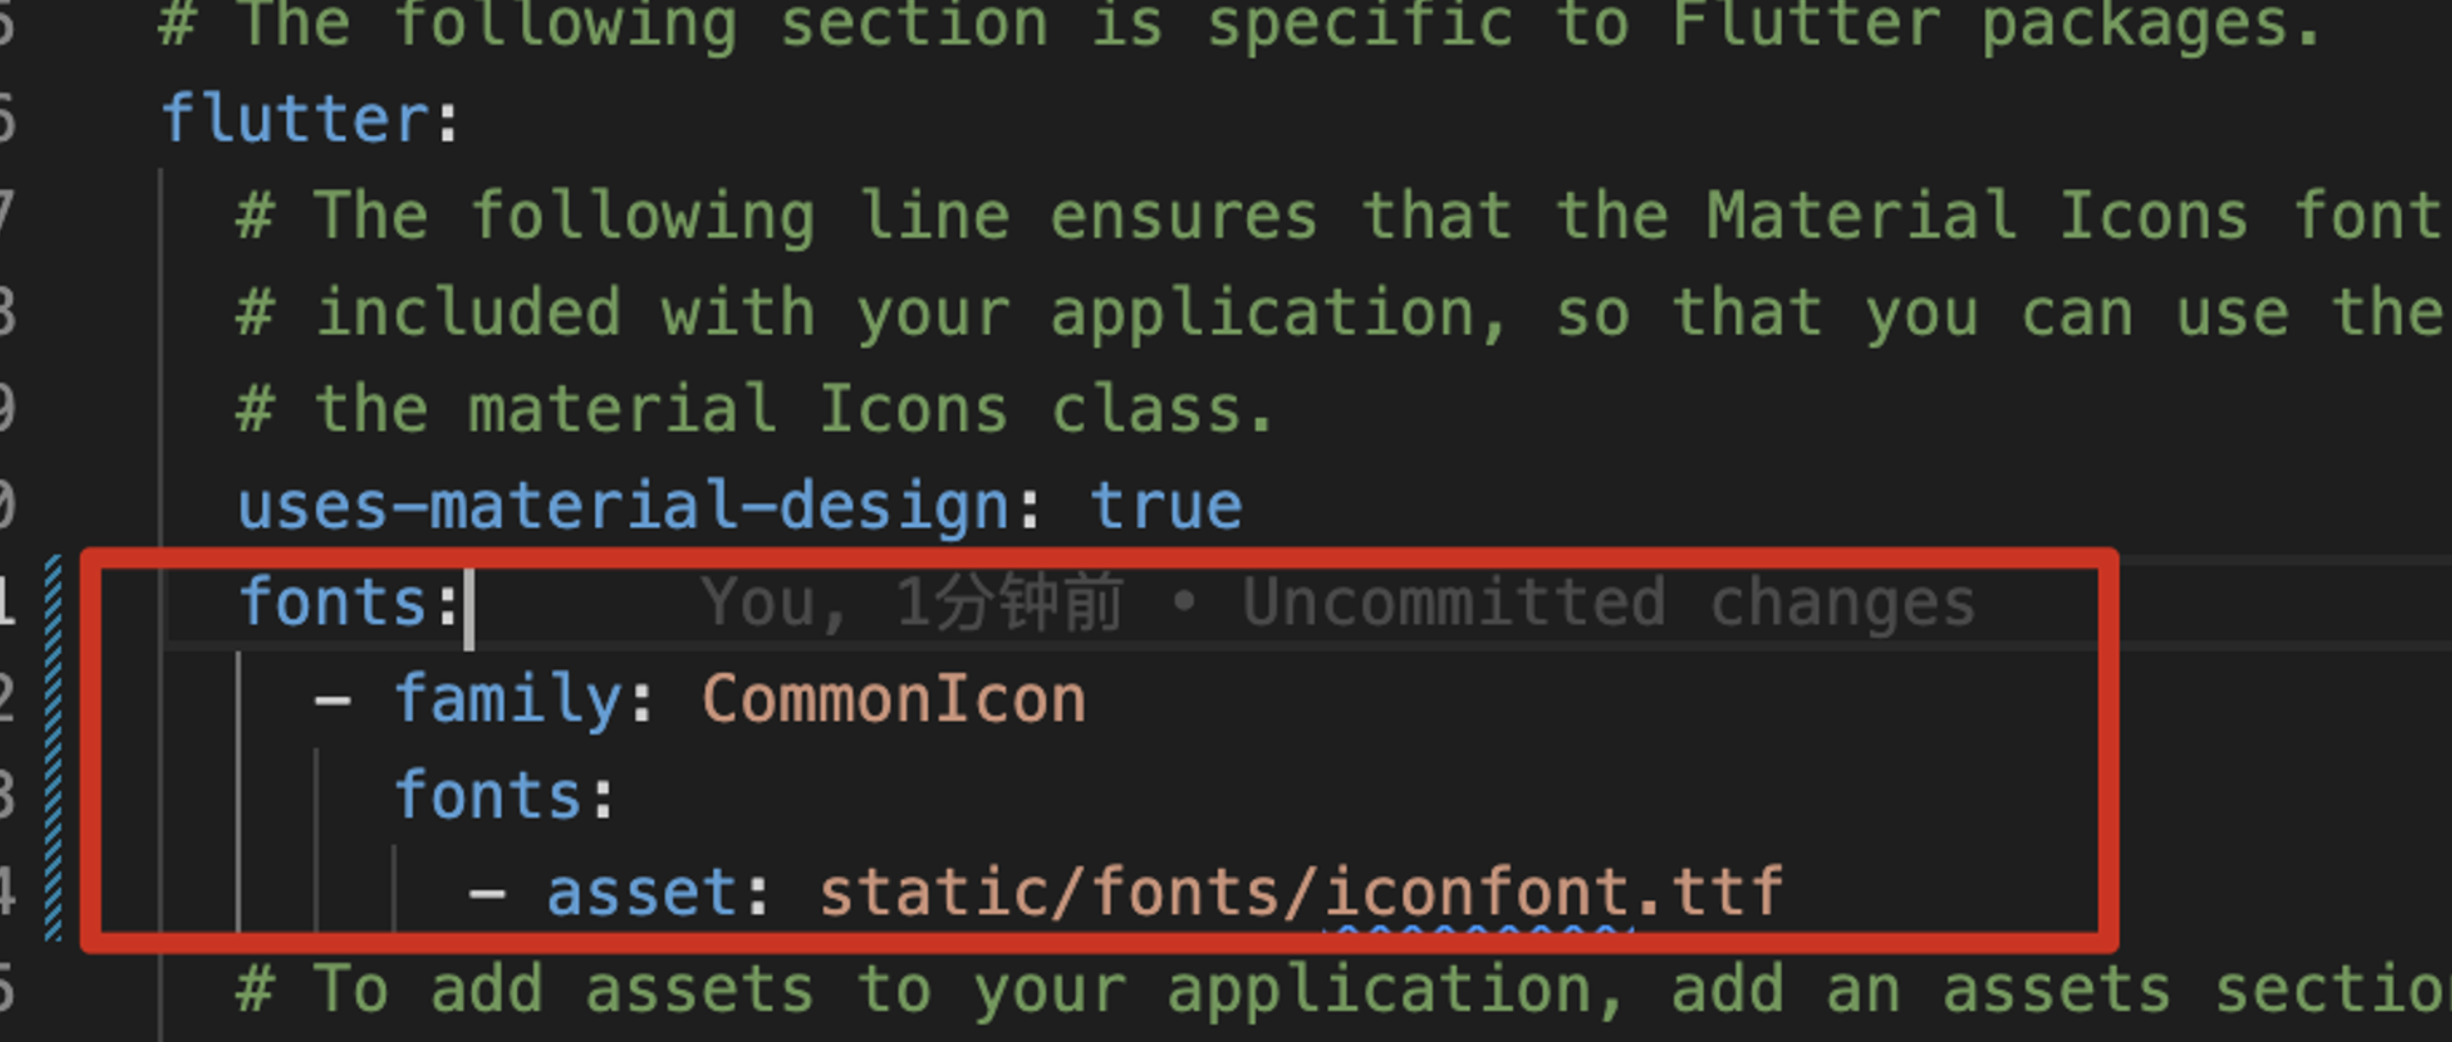 # The following section is specific to Flutter packages.
6 flutter:
7 # The following line ensures that the Material Icons font
8 # included with your application, so that you can use the
9 # the material Icons class.
0 uses-material-design: true
1 fonts: You, 1分钟前 • Uncommitted changes
2 - family: CommonIcon
3 fonts:
4 - asset: static/fonts/iconfont.ttf
5 # To add assets to your application, add an assets section